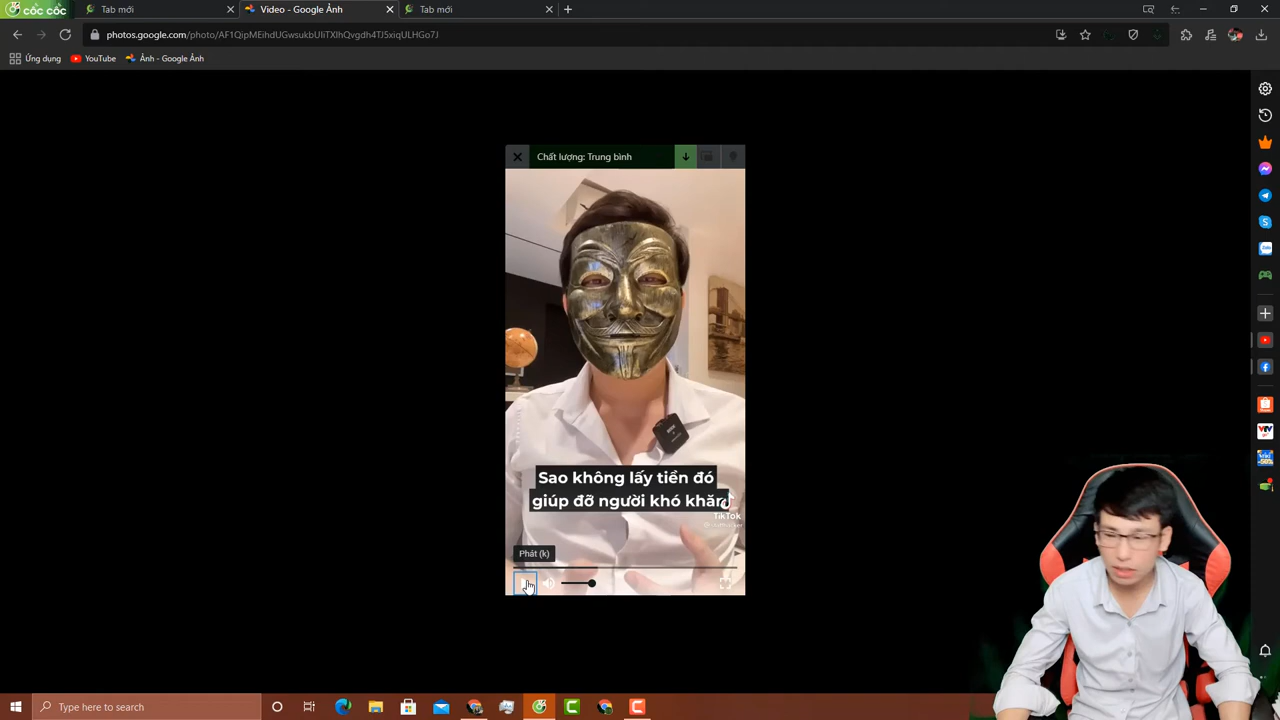 CỐC CỐC
Tab mới
Video - Google Ảnh
Tab mới
photos.google.com/photo/AF1QipMEihdUGwsukbUIiTXIhQvgdh4TJ5xiqULHGo7J
Ứng dụng
YouTube
Ảnh - Google Ảnh
Chất lượng: Trung bình
Sao không lấy tiền đó
giúp đỡ người khó khăn
TikTok
Phát (k)
Type here to search